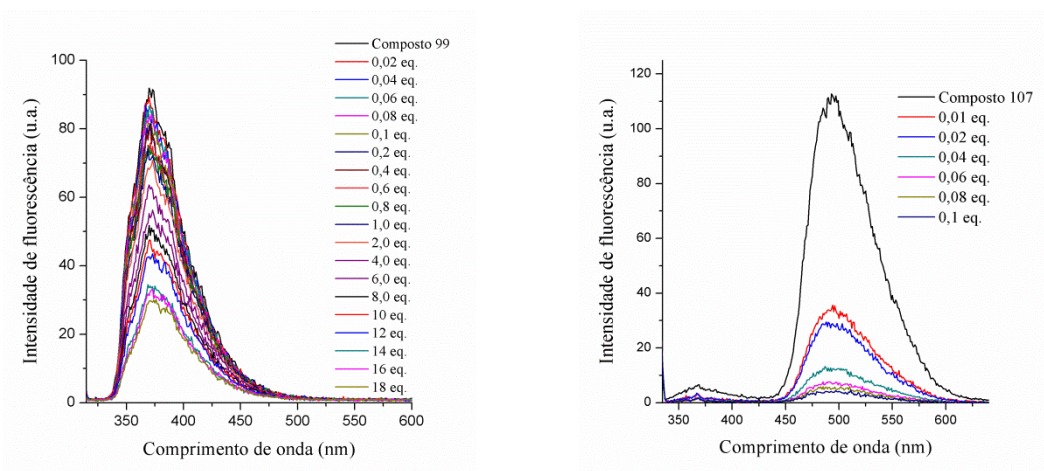 Composto 99
0,02 eq.
0,04 eq.
0,06 eq.
0,08 eq.
0,1 eq.
0,2 eq.
0,4 eq.
0,6 eq.
0,8 eq.
1,0 eq.
2,0 eq.
4,0 eq.
6,0 eq.
8,0 eq.
10 eq.
12 eq.
14 eq.
16 eq.
18 eq.
Intensidade de fluorescência (u.a.)
100
80
60
40
20
0
350
400
450
500
550
600
Comprimento de onda (nm)
Composto 107
0,01 eq.
0,02 eq.
0,04 eq.
0,06 eq.
0,08 eq.
0,1 eq.
Intensidade de fluorescência (u.a.)
120
100
80
60
40
20
0
350
400
450
500
550
600
Comprimento de onda (nm)